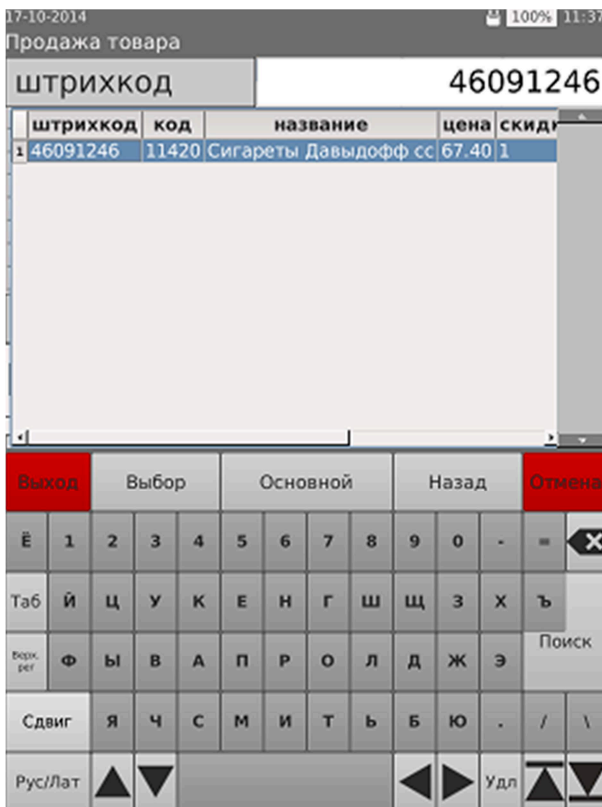 17-10-2014 100% 11:37
Продажа товара
штрихкод 46091246
штрихкод код название цена скидк
1 46091246 11420 Сигареты Давыдофф сс 67.40 1
Выход Выбор Основной Назад Отмена
Ё 1 2 3 4 5 6 7 8 9 0 - =
Таб Й Ц У К Е Н Г Ш Щ З Х Ъ
Верх. рег Ф Ы В А П Р О Л Д Ж Э Поиск
Сдвиг Я Ч С М И Т Ь Б Ю . / \
Рус/Лат Удл